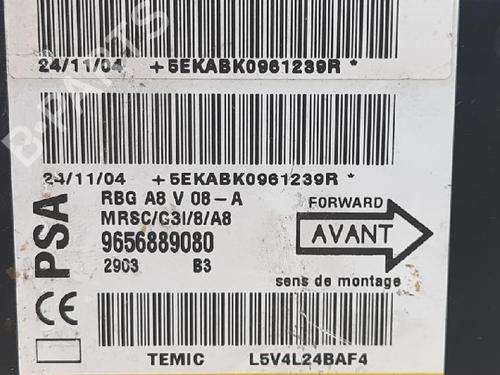 24/11/04 +5EKABK0961239R*
24/11/04 +5EKABK0961239R*
RBG A8 V 08-A
MRSC/C3I/8/A8
9656889080
2903 B3
PSA
CE
FORWARD
AVANT
sens de montage
TEMIC L5V4L24BAF4
B-PARTS